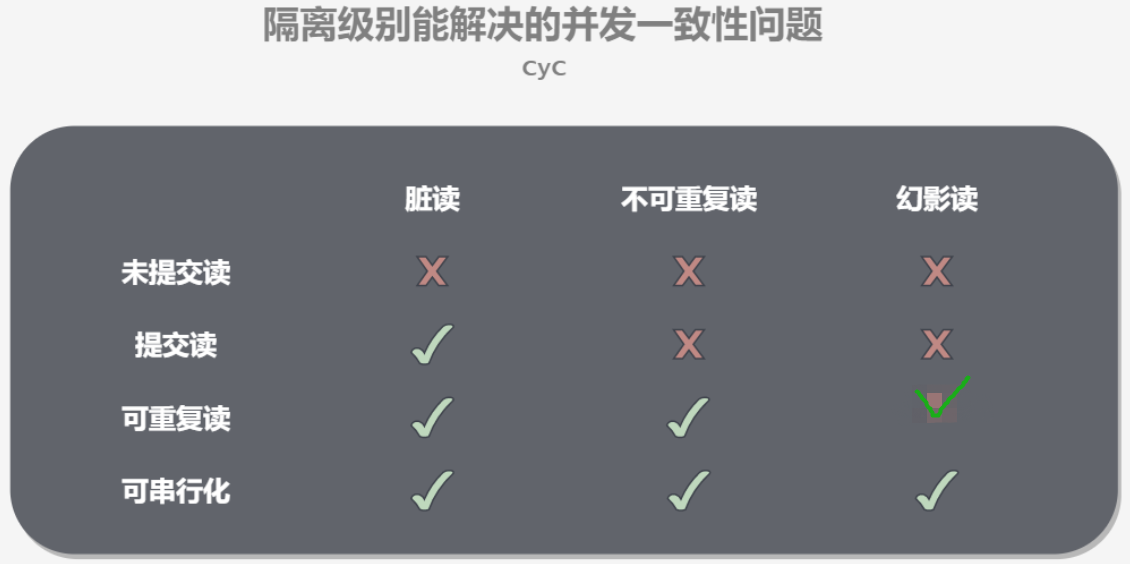 隔离级别能解决的并发一致性问题
CyC
脏读 不可重复读 幻影读
未提交读 X X X
提交读 ✓ X X
可重复读 ✓ ✓ ✓
可串行化 ✓ ✓ ✓